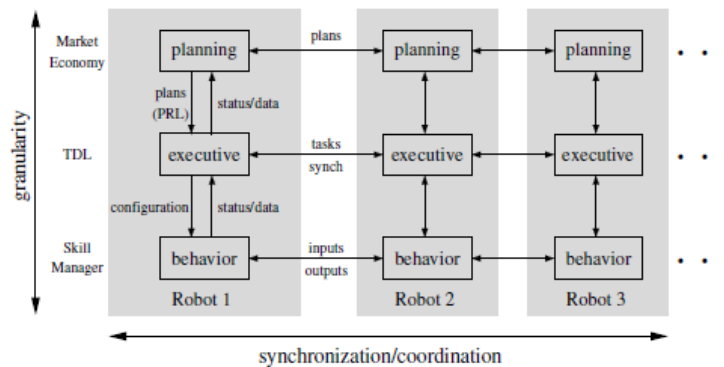 Market
Economy
planning
plans
planning
planning
plans
(PRL)
status/data
granularity
TDL
executive
tasks
synch
executive
executive
configuration
status/data
Skill
Manager
behavior
inputs
outputs
behavior
behavior
Robot 1
Robot 2
Robot 3
synchronization/coordination